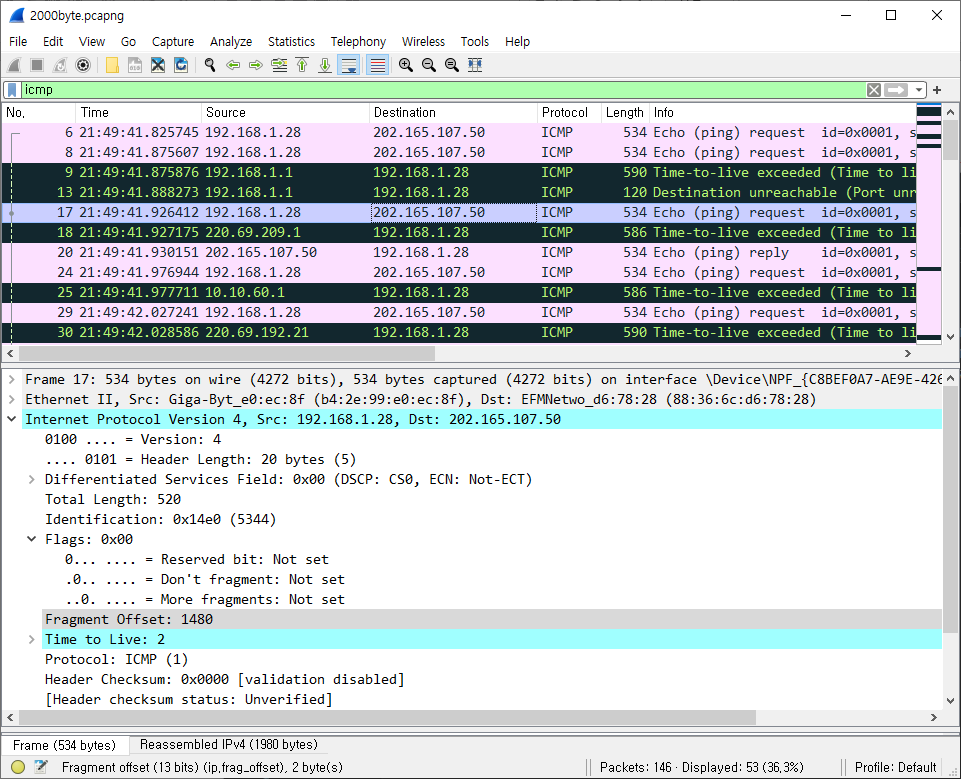 2000byte.pcapng
File Edit View Go Capture Analyze Statistics Telephony Wireless Tools Help
icmp
No. Time Source Destination Protocol Length Info
6 21:49:41.825745 192.168.1.28 202.165.107.50 ICMP 534 Echo (ping) request id=0x0001, s
8 21:49:41.875607 192.168.1.28 202.165.107.50 ICMP 534 Echo (ping) request id=0x0001, s
9 21:49:41.875876 192.168.1.1 192.168.1.28 ICMP 590 Time-to-live exceeded (Time to li
13 21:49:41.888273 192.168.1.1 192.168.1.28 ICMP 120 Destination unreachable (Port unr
17 21:49:41.926412 192.168.1.28 202.165.107.50 ICMP 534 Echo (ping) request id=0x0001, s
18 21:49:41.927175 220.69.209.1 192.168.1.28 ICMP 586 Time-to-live exceeded (Time to li
20 21:49:41.930151 202.165.107.50 192.168.1.28 ICMP 534 Echo (ping) reply id=0x0001, s
24 21:49:41.976944 192.168.1.28 202.165.107.50 ICMP 534 Echo (ping) request id=0x0001, s
25 21:49:41.977711 10.10.60.1 192.168.1.28 ICMP 586 Time-to-live exceeded (Time to li
29 21:49:42.027241 192.168.1.28 202.165.107.50 ICMP 534 Echo (ping) request id=0x0001, s
30 21:49:42.028586 220.69.192.21 192.168.1.28 ICMP 590 Time-to-live exceeded (Time to li
Frame 17: 534 bytes on wire (4272 bits), 534 bytes captured (4272 bits) on interface \Device\NPF_{C8BEF0A7-AE9E-426
Ethernet II, Src: Giga-Byt_e0:ec:8f (b4:2e:99:e0:ec:8f), Dst: EFMNetwo_d6:78:28 (88:36:6c:d6:78:28)
Internet Protocol Version 4, Src: 192.168.1.28, Dst: 202.165.107.50
0100 .... = Version: 4
.... 0101 = Header Length: 20 bytes (5)
Differentiated Services Field: 0x00 (DSCP: CS0, ECN: Not-ECT)
Total Length: 520
Identification: 0x14e0 (5344)
Flags: 0x00
0... .... = Reserved bit: Not set
.0.. .... = Don't fragment: Not set
..0. .... = More fragments: Not set
Fragment Offset: 1480
Time to Live: 2
Protocol: ICMP (1)
Header Checksum: 0x0000 [validation disabled]
[Header checksum status: Unverified]
Frame (534 bytes) Reassembled IPv4 (1980 bytes)
Fragment offset (13 bits) (ip,frag_offset), 2 byte(s) Packets: 146 · Displayed: 53 (36,3%) Profile: Default